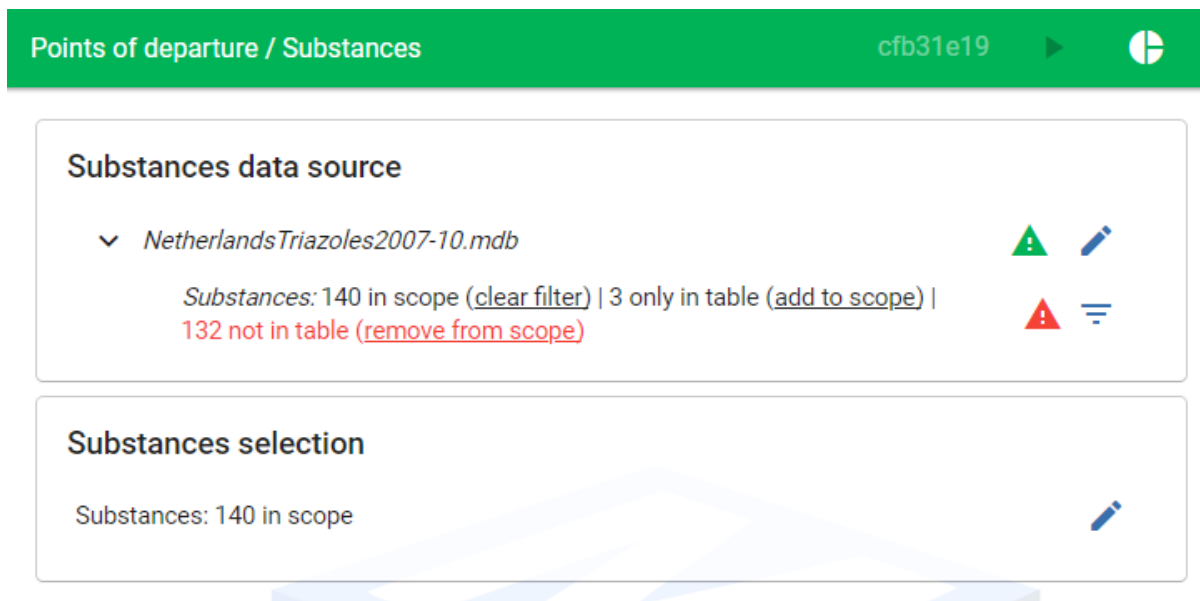 Points of departure / Substances cfb31e19
Substances data source
NetherlandsTriazoles2007-10.mdb
Substances: 140 in scope (clear filter) | 3 only in table (add to scope) |
132 not in table (remove from scope)
Substances selection
Substances: 140 in scope